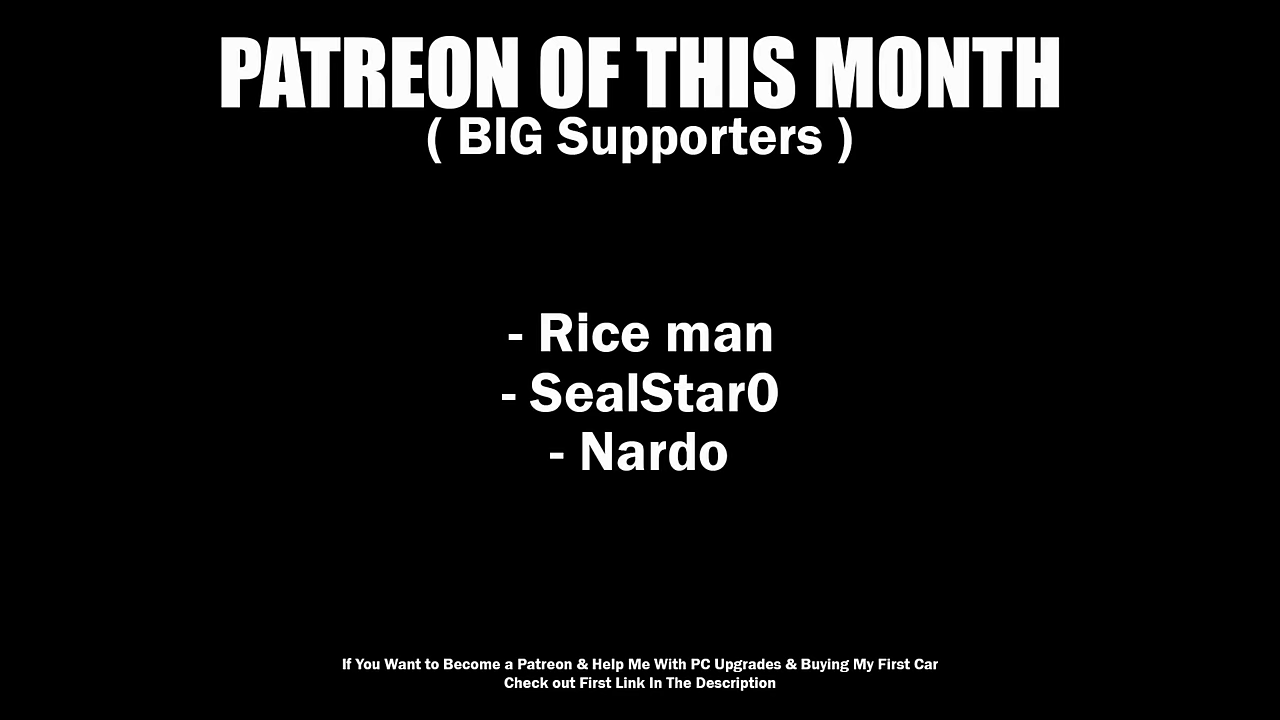 PATREON OF THIS MONTH
( BIG Supporters )
- Rice man
- SealStar0
- Nardo
If You Want to Become a Patreon & Help Me With PC Upgrades & Buying My First Car
Check out First Link In The Description